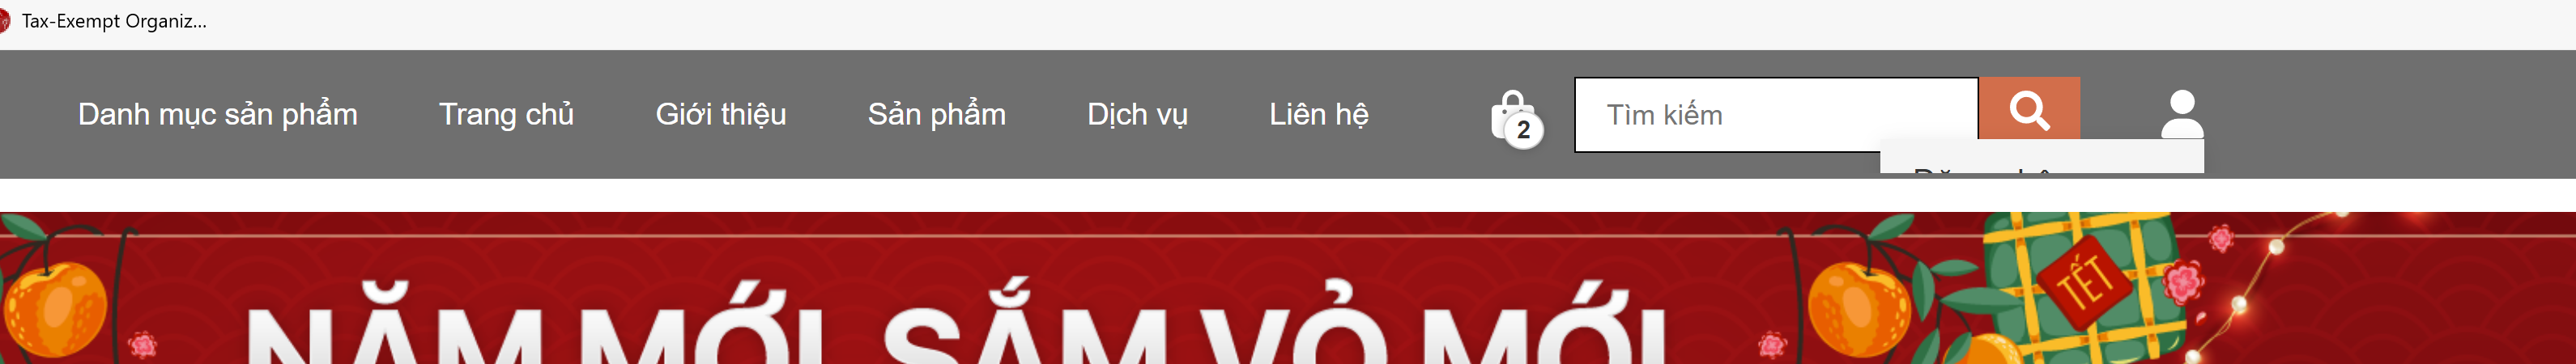 Tax-Exempt Organiz...
Danh mục sản phẩm Trang chủ Giới thiệu Sản phẩm Dịch vụ Liên hệ 2 Tìm kiếm
TẾT
NĂM MỚI SẮM VỎ MỚI